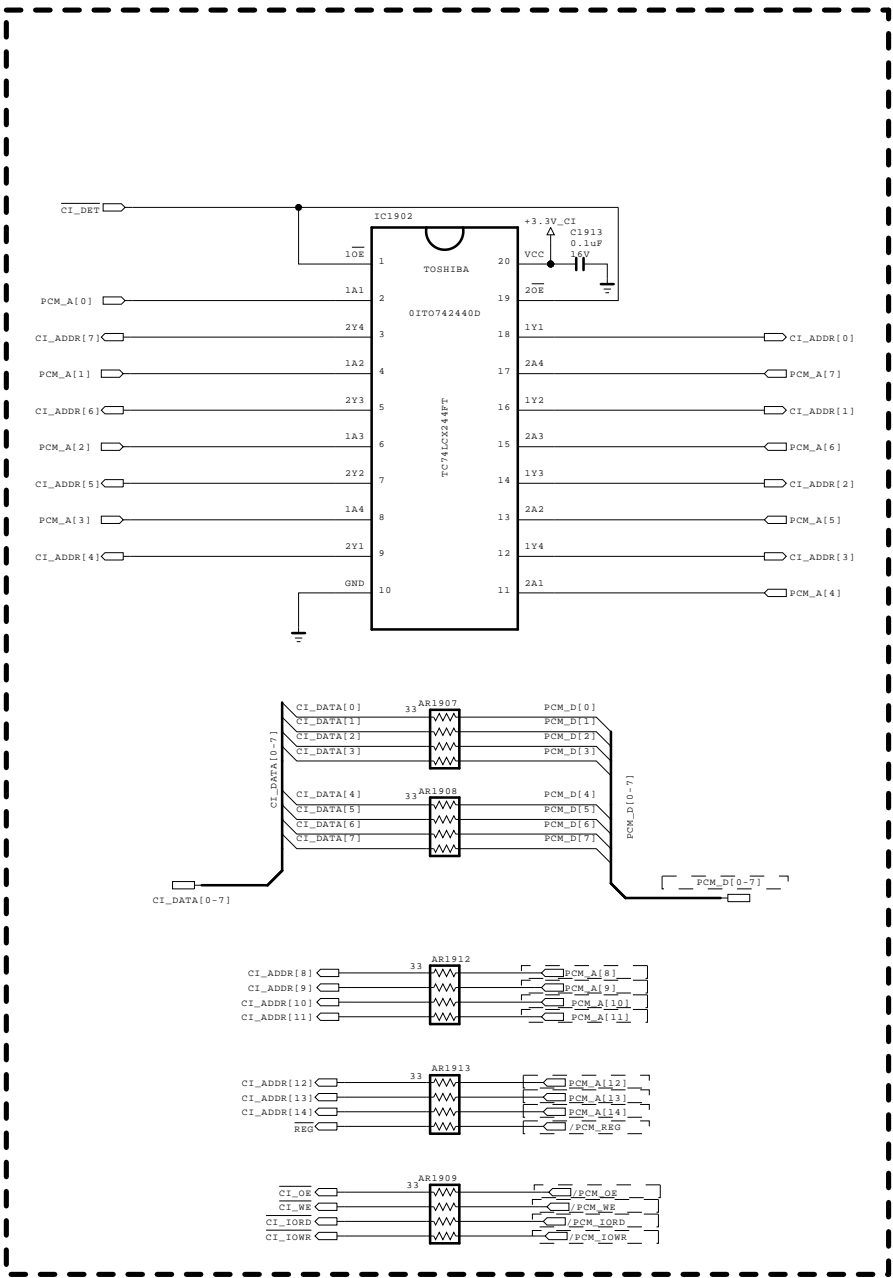 CI_DET
IC1902
+3.3V_CI
C1913
0.1uF
16V
1OE
1
TOSHIBA
20
VCC
PCM_A[0]
1A1
2
19
2OE
0ITO742440D
CI_ADDR[7]
2Y4
3
18
1Y1
CI_ADDR[0]
PCM_A[1]
1A2
4
17
2A4
PCM_A[7]
CI_ADDR[6]
2Y3
5
16
1Y2
CI_ADDR[1]
TC74LCX244FT
PCM_A[2]
1A3
6
15
2A3
PCM_A[6]
CI_ADDR[5]
2Y2
7
14
1Y3
CI_ADDR[2]
PCM_A[3]
1A4
8
13
2A2
PCM_A[5]
CI_ADDR[4]
2Y1
9
12
1Y4
CI_ADDR[3]
GND
10
11
2A1
PCM_A[4]
AR1907
33
CI_DATA[0]
PCM_D[0]
CI_DATA[1]
PCM_D[1]
CI_DATA[2]
PCM_D[2]
CI_DATA[3]
PCM_D[3]
CI_DATA[0-7]
PCM_D[0-7]
AR1908
33
CI_DATA[4]
PCM_D[4]
CI_DATA[5]
PCM_D[5]
CI_DATA[6]
PCM_D[6]
CI_DATA[7]
PCM_D[7]
CI_DATA[0-7]
PCM_D[0-7]
AR1912
33
CI_ADDR[8]
PCM_A[8]
CI_ADDR[9]
PCM_A[9]
CI_ADDR[10]
PCM_A[10]
CI_ADDR[11]
PCM_A[11]
AR1913
33
CI_ADDR[12]
PCM_A[12]
CI_ADDR[13]
PCM_A[13]
CI_ADDR[14]
PCM_A[14]
REG
/PCM_REG
AR1909
33
CI_OE
/PCM_OE
CI_WE
/PCM_WE
CI_IORD
/PCM_IORD
CI_IOWR
/PCM_IOWR